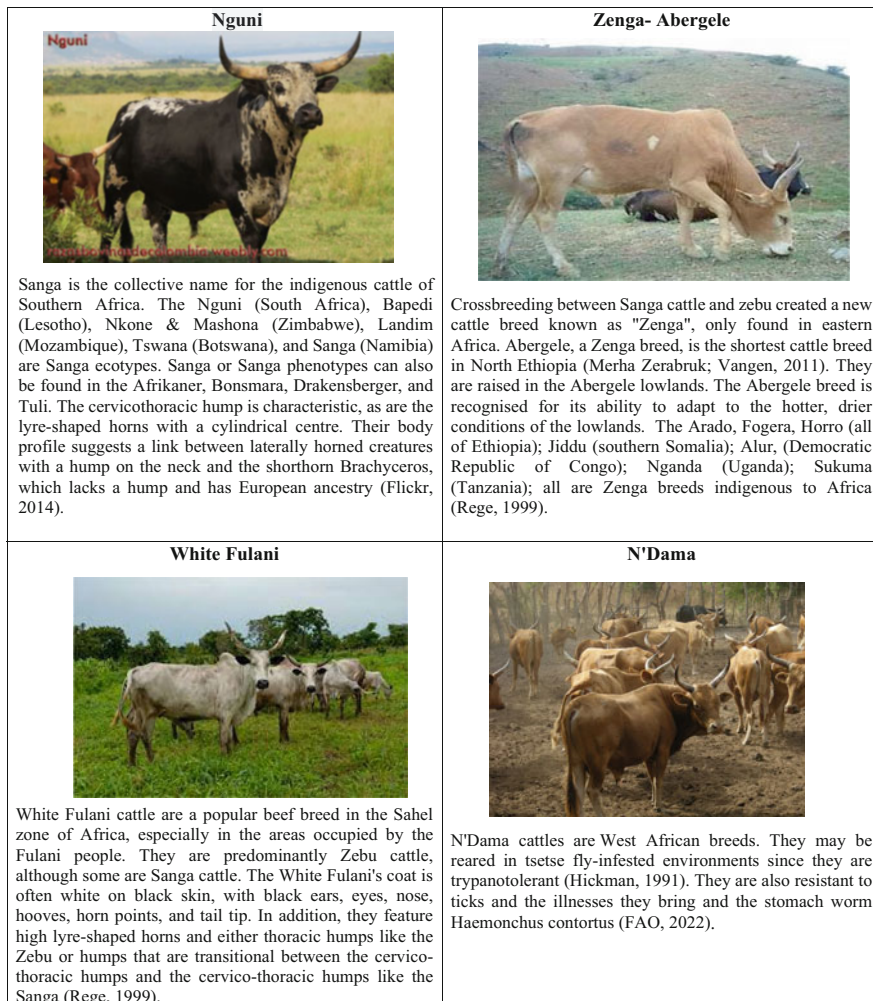 Nguni
Nguni
Sanga is the collective name for the indigenous cattle of
Southern Africa. The Nguni (South Africa), Bapedi
(Lesotho), Nkone & Mashona (Zimbabwe), Landim
(Mozambique), Tswana (Botswana), and Sanga (Namibia)
are Sanga ecotypes. Sanga or Sanga phenotypes can also
be found in the Afrikaner, Bonsmara, Drakensberger, and
Tuli. The cervicothoracic hump is characteristic, as are the
lyre-shaped horns with a cylindrical centre. Their body
profile suggests a link between laterally horned creatures
with a hump on the neck and the shorthorn Brachyceros,
which lacks a hump and has European ancestry (Flickr,
2014).
Zenga- Abergele
Crossbreeding between Sanga cattle and zebu created a new
cattle breed known as "Zenga", only found in eastern
Africa. Abergele, a Zenga breed, is the shortest cattle breed
in North Ethiopia (Merha Zerabruk; Vangen, 2011). They
are raised in the Abergele lowlands. The Abergele breed is
recognised for its ability to adapt to the hotter, drier
conditions of the lowlands. The Arado, Fogera, Horro (all
of Ethiopia); Jiddu (southern Somalia); Alur, (Democratic
Republic of Congo); Nganda (Uganda); Sukuma
(Tanzania); all are Zenga breeds indigenous to Africa
(Rege, 1999).
White Fulani
White Fulani cattle are a popular beef breed in the Sahel
zone of Africa, especially in the areas occupied by the
Fulani people. They are predominantly Zebu cattle,
although some are Sanga cattle. The White Fulani's coat is
often white on black skin, with black ears, eyes, nose,
hooves, horn points, and tail tip. In addition, they feature
high lyre-shaped horns and either thoracic humps like the
Zebu or humps that are transitional between the cervico-
thoracic humps and the cervico-thoracic humps like the
Sanga (Rege, 1999).
N'Dama
N'Dama cattles are West African breeds. They may be
reared in tsetse fly-infested environments since they are
trypanotolerant (Hickman, 1991). They are also resistant to
ticks and the illnesses they bring and the stomach worm
Haemonchus contortus (FAO, 2022).